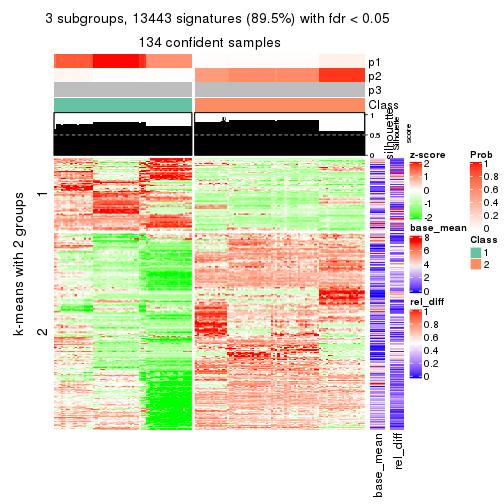 3 subgroups, 13443 signatures (89.5%) with fdr < 0.05
134 confident samples
p1
p2
p3
Class
1
0.5
0
silhouette
Silhouette
score
k-means with 2 groups
1
2
z-score
2
1
0
-1
-2
base_mean
8
6
4
2
0
rel_diff
1
0.8
0.6
0.4
0.2
0
Prob
1
0.8
0.6
0.4
0.2
0
Class
1
2
base_mean
rel_diff